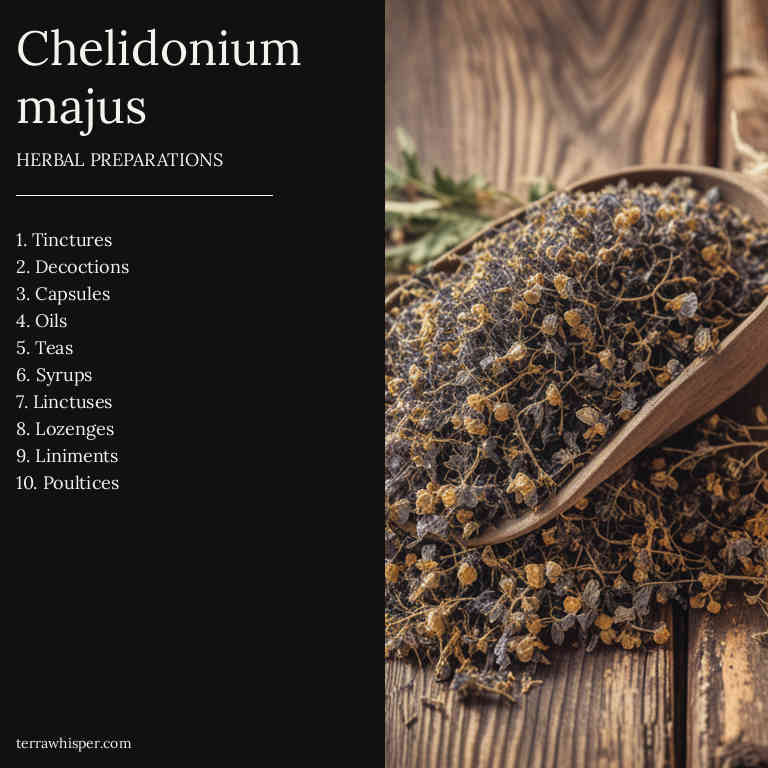 Chelidonium
majus
HERBAL PREPARATIONS
1. Tinctures
2. Decoctions
3. Capsules
4. Oils
5. Teas
6. Syrups
7. Linctuses
8. Lozenges
9. Liniments
10. Poultices
terrawhisper.com